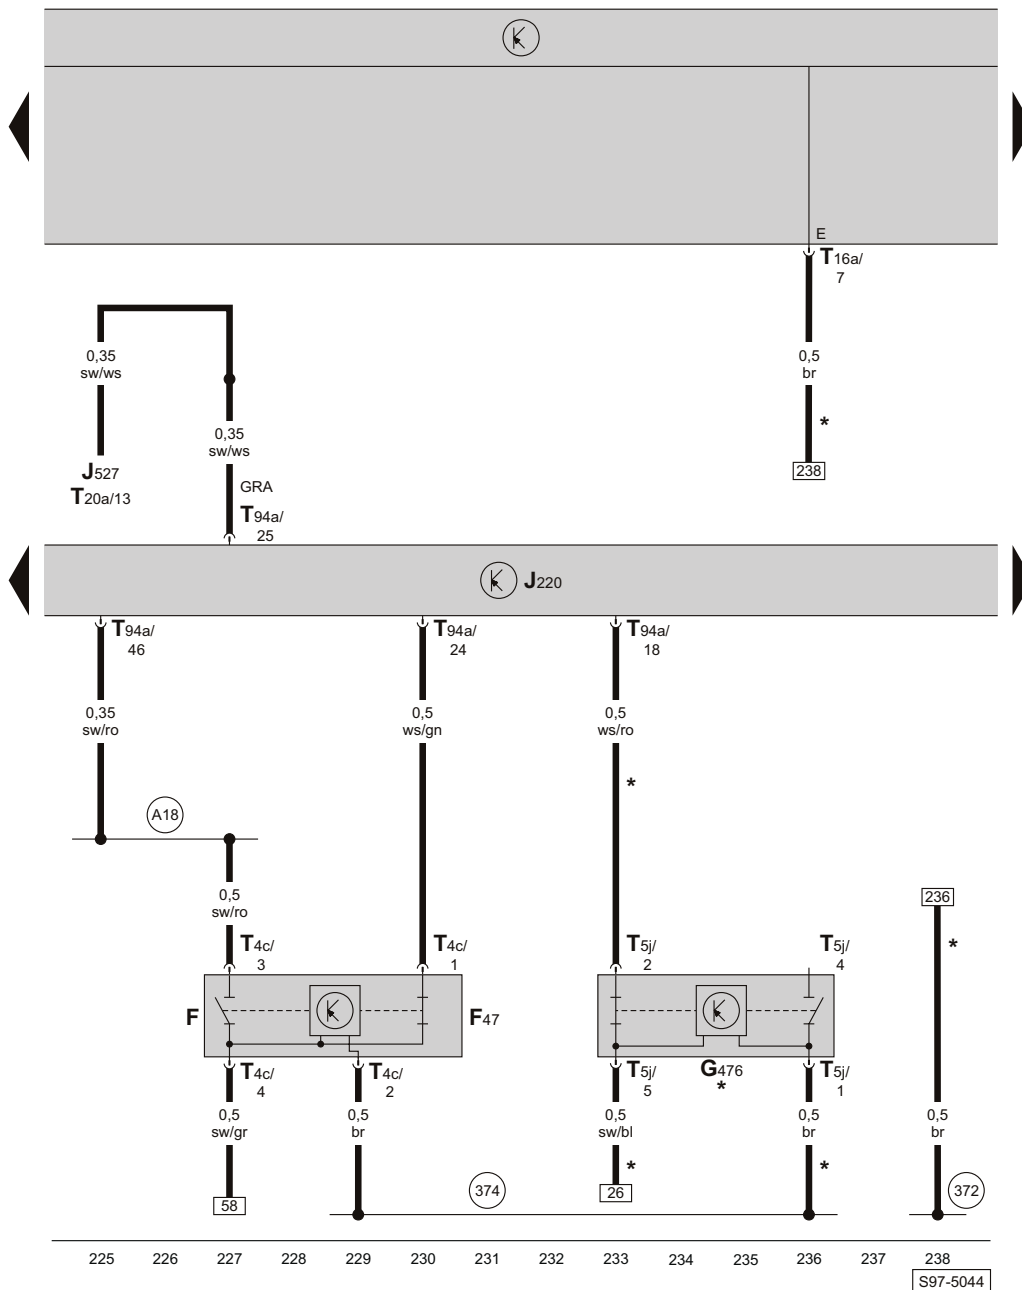 E
T16a/
7
0,35
sw/ws
0,5
br
*
0,35
sw/ws
J527
T20a/13
238
GRA
T94a/
25
J220
T94a/
46
T94a/
24
T94a/
18
0,35
sw/ro
0,5
ws/gn
0,5
ws/ro
*
A18
0,5
sw/ro
236
*
T4c/
3
T4c/
1
T5j/
2
T5j/
4
F
F47
T4c/
4
T4c/
2
T5j/
5
G476
*
T5j/
1
0,5
sw/gr
0,5
br
0,5
sw/bl
0,5
br
0,5
br
*
*
58
374
26
372
225 226 227 228 229 230 231 232 233 234 235 236 237 238
S97-5044